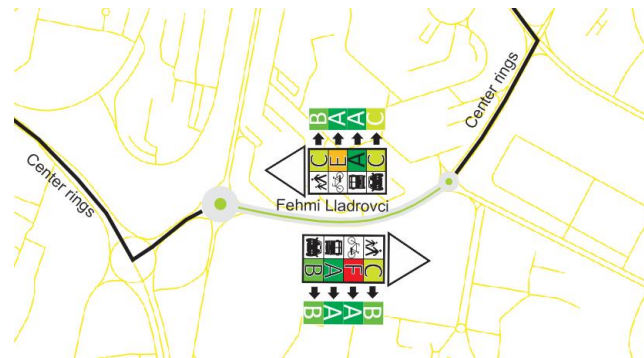 Center rings
B A A C
C E A C
Center rings
Fehmi Lladrovci
B A F C
B A A B